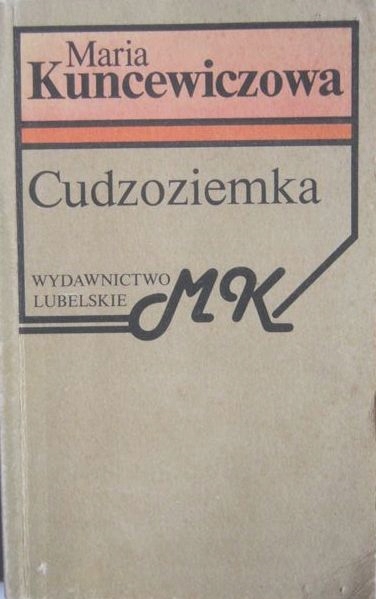 Maria
Kuncewiczowa
Cudzoziemka
WYDAWNICTWO
LUBELSKIE
MK